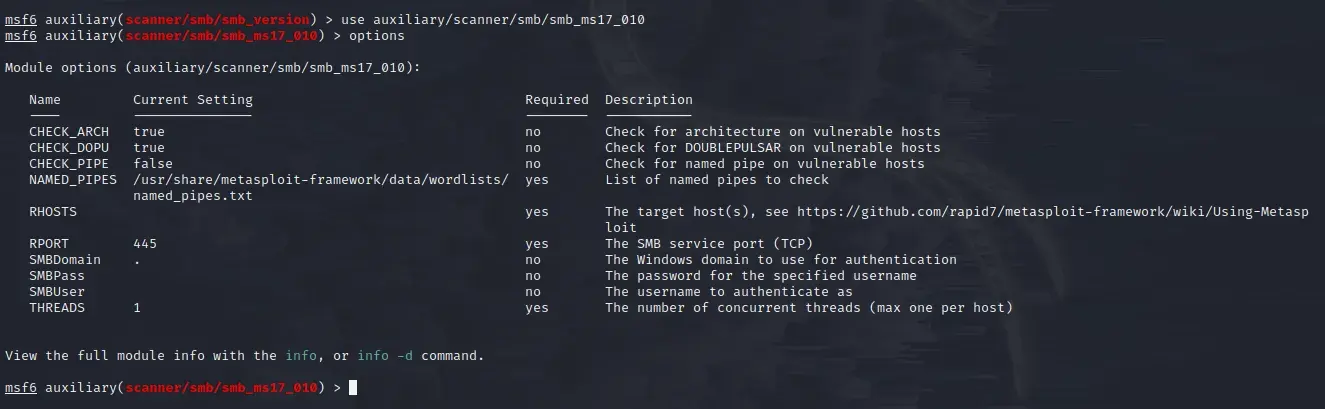 msf6 auxiliary(scanner/smb/smb_version) > use auxiliary/scanner/smb/smb_ms17_010
msf6 auxiliary(scanner/smb/smb_ms17_010) > options
Module options (auxiliary/scanner/smb/smb_ms17_010):
Name Current Setting Required Description
---- --------------- -------- -----------
CHECK_ARCH true no Check for architecture on vulnerable hosts
CHECK_DOPU true no Check for DOUBLEPULSAR on vulnerable hosts
CHECK_PIPE false no Check for named pipe on vulnerable hosts
NAMED_PIPES /usr/share/metasploit-framework/data/wordlists/ yes List of named pipes to check
named_pipes.txt
RHOSTS yes The target host(s), see https://github.com/rapid7/metasploit-framework/wiki/Using-Metasp
loit
RPORT 445 yes The SMB service port (TCP)
SMBDomain . no The Windows domain to use for authentication
SMBPass no The password for the specified username
SMBUser no The username to authenticate as
THREADS 1 yes The number of concurrent threads (max one per host)
View the full module info with the info, or info -d command.
msf6 auxiliary(scanner/smb/smb_ms17_010) >